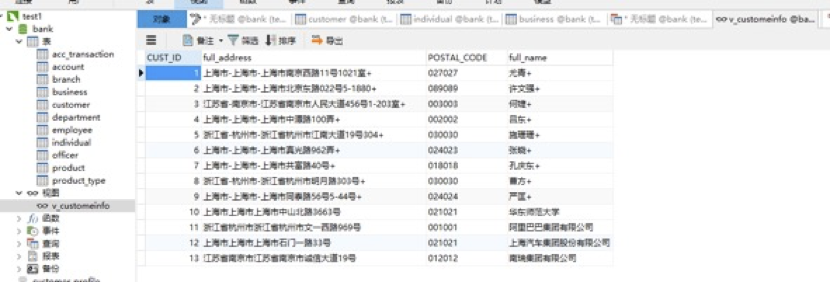 test1
bank
表
acc_transaction
account
branch
business
customer
department
employee
individual
officer
product
product_type
视图
v_customeinfo
函数
事件
查询
报表
备份
customer_profile
对象 * 无标题 @bank (te... customer @bank (te... individual @bank (t... business @bank (t... * 无标题 @bank (te... v_customeinfo @ba...
备注 筛选 排序 导出
CUST_ID full_address POSTAL_CODE full_name
1 上海市-上海市-上海市南京西路11号1021室+ 027027 光青+
2 上海市-上海市-上海市北京东路022号5-1880+ 089089 许文强+
3 江苏省-南京市-江苏省南京市人民大道456号1-203室+ 003003 何婕+
4 上海市-上海市-上海市中潭路100弄+ 002002 吕东+
5 浙江省-杭州市-浙江省杭州市江南大道19号304+ 030030 施珊珊+
6 上海市-上海市-上海市真光路962弄+ 024023 张晓+
7 上海市-上海市-上海市共富路40号+ 018018 孔庆东+
8 浙江省-杭州市-浙江省杭州市明月路303号+ 030030 曹方+
9 上海市-上海市-上海市同泰路56号5-44号+ 024024 严匡+
10 上海市上海市上海市中山北路3663号 021021 华东师范大学
11 浙江省杭州市浙江省杭州市文一西路969号 001001 阿里巴巴集团有限公司
12 上海市上海市上海市石门一路33号 021021 上海汽车集团股份有限公司
13 江苏省南京市江苏省南京市诚信大道19号 012012 南瑞集团有限公司